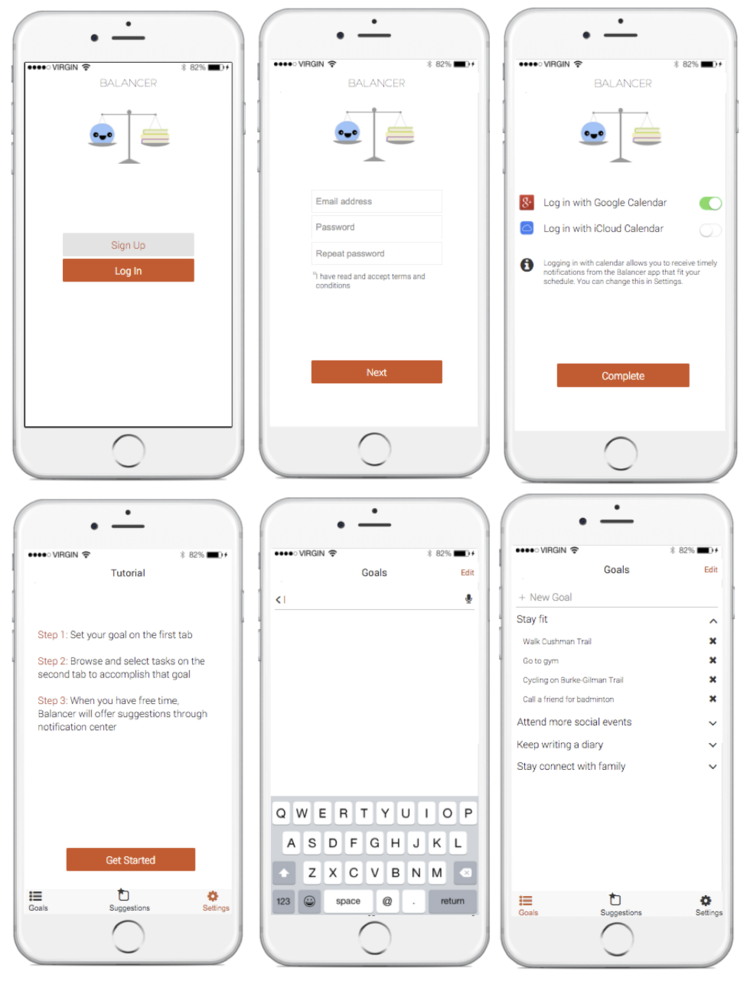 VIRGIN 82%
BALANCER
Sign Up
Log In
VIRGIN 82%
BALANCER
Email address
Password
Repeat password
*I have read and accept terms and
conditions
Next
VIRGIN 82%
BALANCER
Log in with Google Calendar
Log in with iCloud Calendar
Logging in with calendar allows you to receive timely
notifications from the Balancer app that fit your
schedule. You can change this in Settings.
Complete
VIRGIN 82%
Tutorial
Step 1: Set your goal on the first tab
Step 2: Browse and select tasks on the
second tab to accomplish that goal
Step 3: When you have free time,
Balancer will offer suggestions through
notification center
Get Started
Goals Suggestions Settings
VIRGIN 82%
Goals Edit
Q W E R T Y U I O P
A S D F G H J K L
Z X C V B N M
123 space @ . return
VIRGIN 82%
Goals Edit
+ New Goal
Stay fit
Walk Cushman Trail
Go to gym
Cycling on Burke-Gilman Trail
Call a friend for badminton
Attend more social events
Keep writing a diary
Stay connect with family
Goals Suggestions Settings